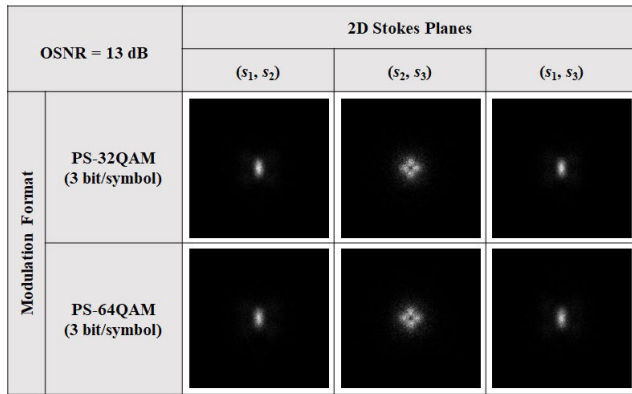 OSNR = 13 dB
2D Stokes Planes
(s₁, s₂)
(s₂, s₃)
(s₁, s₃)
Modulation Format
PS-32QAM
(3 bit/symbol)
PS-64QAM
(3 bit/symbol)